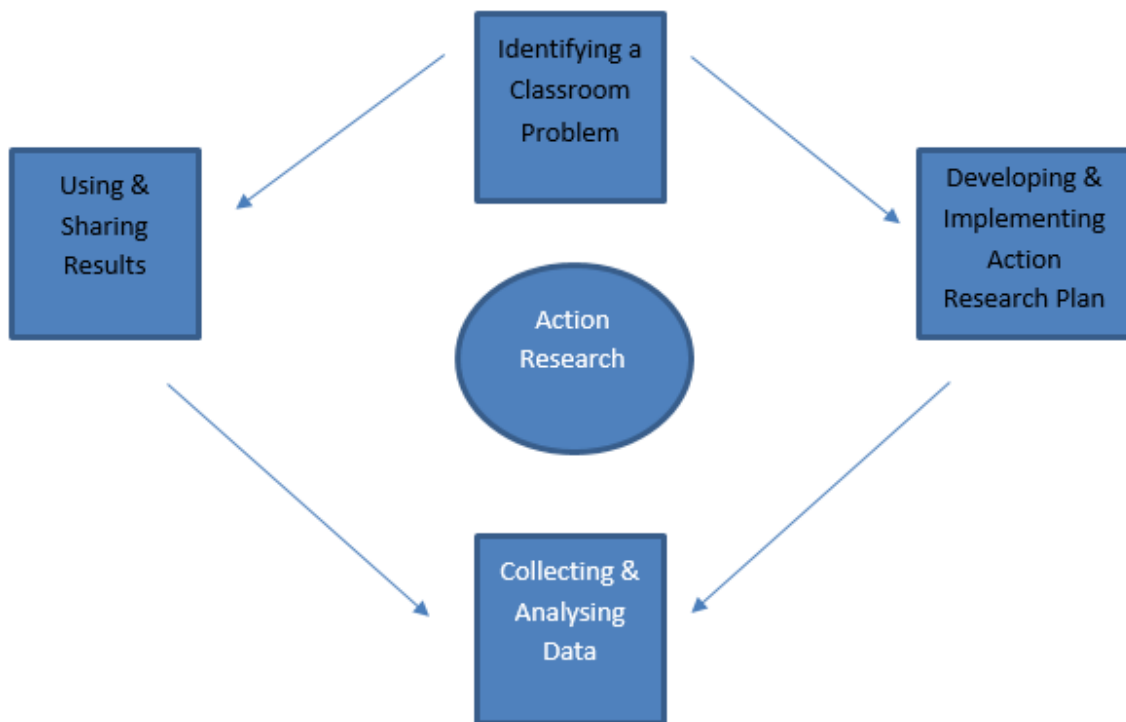 Identifying a
Classroom
Problem
Using &
Sharing
Results
Developing &
Implementing
Action
Research Plan
Action
Research
Collecting &
Analysing
Data